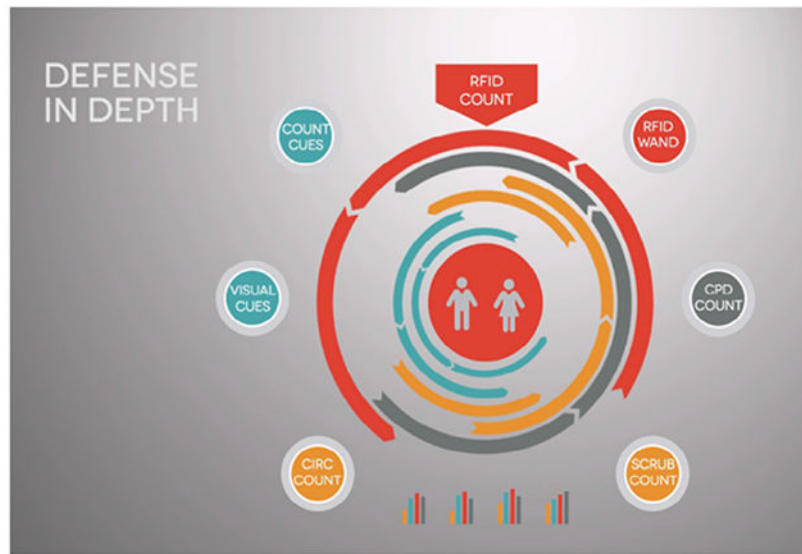 DEFENSE
IN DEPTH
RFID
COUNT
COUNT
CUES
RFID
WAND
VISUAL
CUES
CPD
COUNT
CIRC
COUNT
SCRUB
COUNT